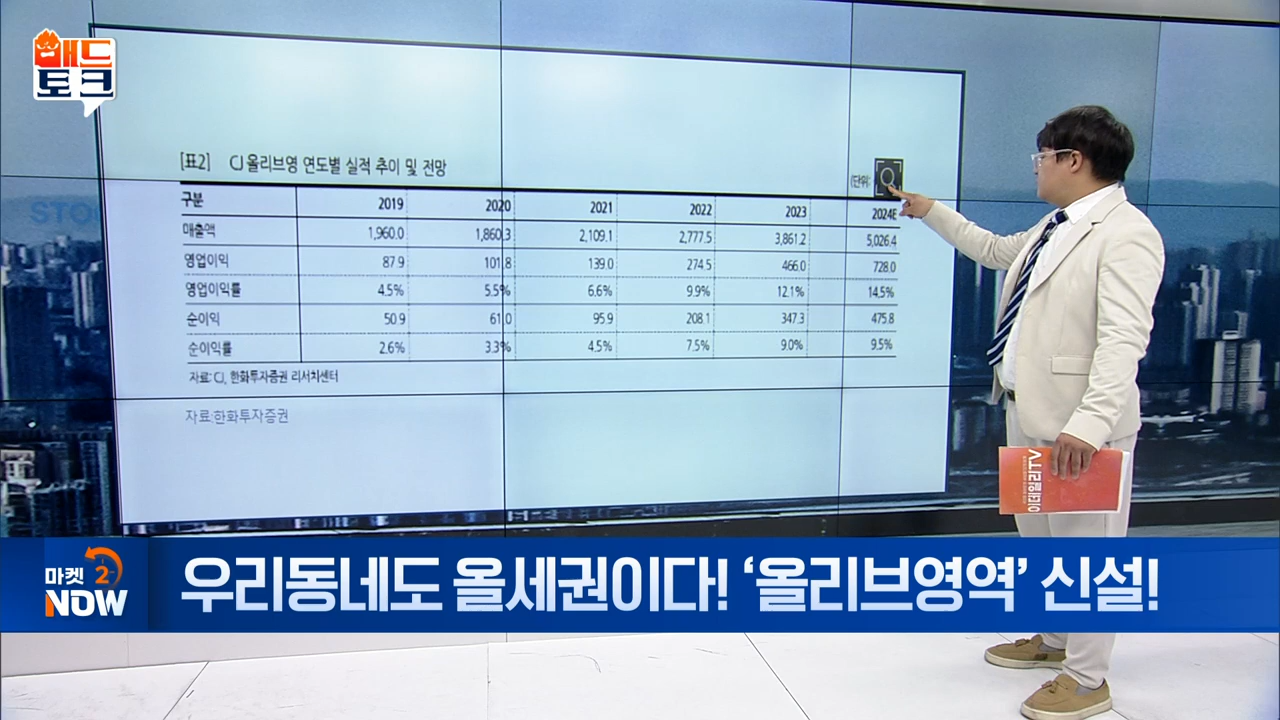 매드
토크
STO
[표2] CJ 올리브영 연도별 실적 추이 및 전망
(단위:
구분 2019 2020 2021 2022 2023 2024E
매출액 1,960.0 1,860.3 2,109.1 2,777.5 3,861.2 5,026.4
영업이익 87.9 101.8 139.0 274.5 466.0 728.0
영업이익률 4.5% 5.5% 6.6% 9.9% 12.1% 14.5%
순이익 50.9 61.0 95.9 208.1 347.3 475.8
순이익률 2.6% 3.3% 4.5% 7.5% 9.0% 9.5%
자료: CJ, 한화투자증권 리서치센터
자료:한화투자증권
이데일리TV
마켓 2
NOW
우리동네도 올세권이다! ‘올리브영역’ 신설!